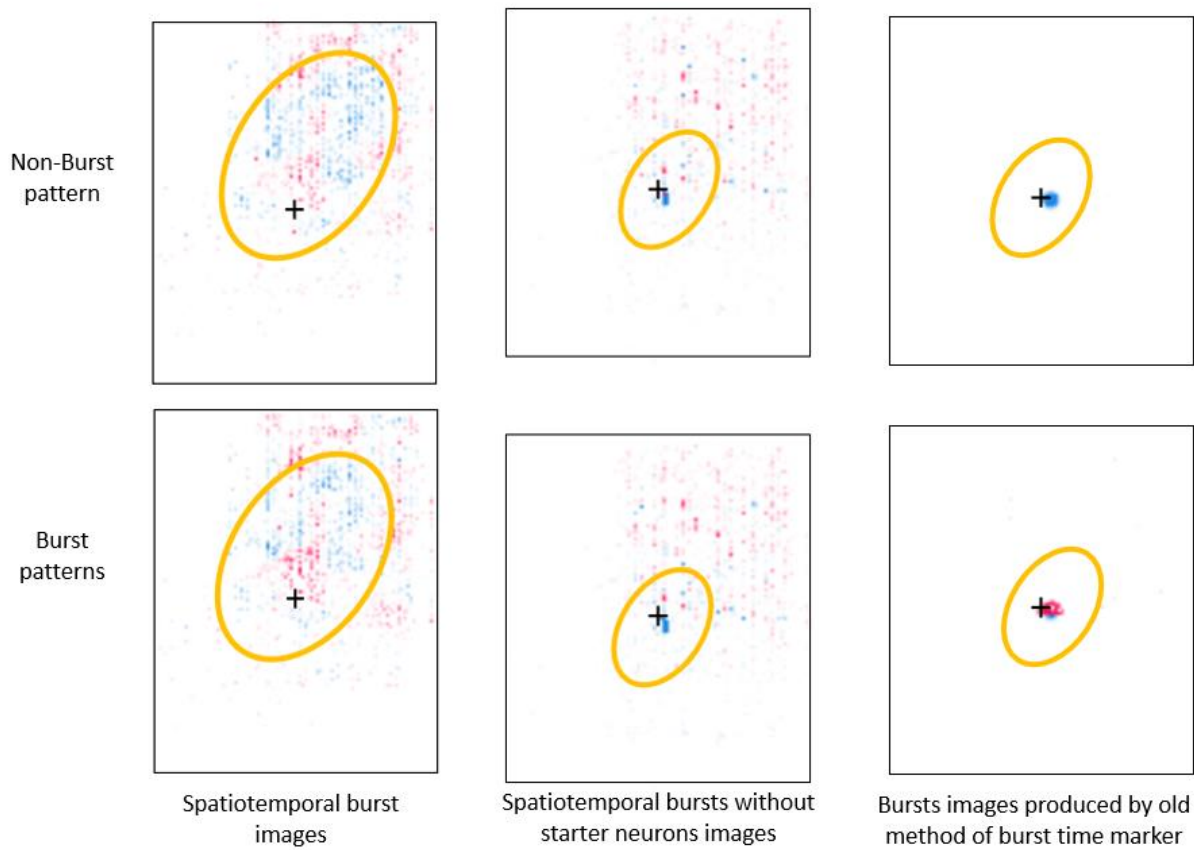 Non-Burst
pattern
Burst
patterns
Spatiotemporal burst
images
Spatiotemporal bursts without
starter neurons images
Bursts images produced by old
method of burst time marker